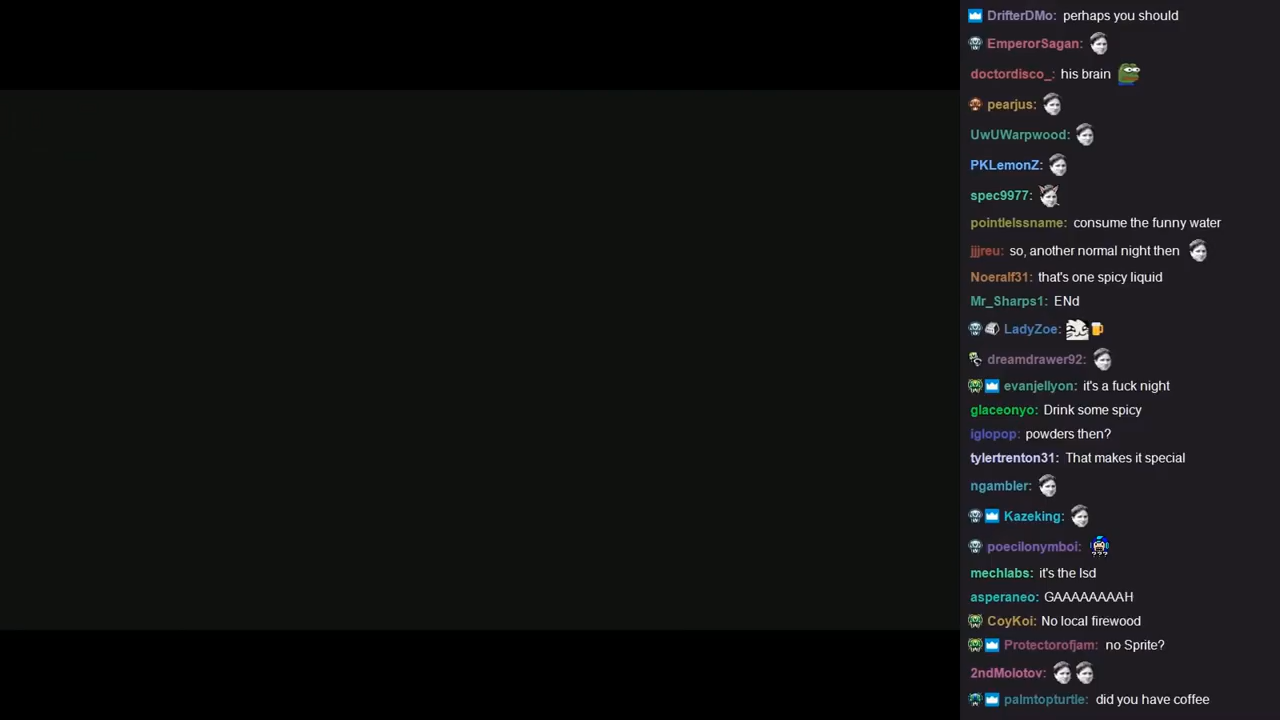 DrifterDMo: perhaps you should
EmperorSagan:
doctordisco_: his brain
pearjus:
UwUWarpwood:
PKLemonZ:
spec9977:
pointlelssname: consume the funny water
jjjreu: so, another normal night then
Noeralf31: that's one spicy liquid
Mr_Sharps1: ENd
LadyZoe:
dreamdrawer92:
evanjellyon: it's a fuck night
glaceonyo: Drink some spicy
iglopop: powders then?
tylertrenton31: That makes it special
ngambler:
Kazeking:
poecilonymboi: ???
mechlabs: it's the lsd
asperaneo: GAAAAAAAAH
CoyKoi: No local firewood
Protectorofjam: no Sprite?
2ndMolotov:
palmtopturtle: did you have coffee